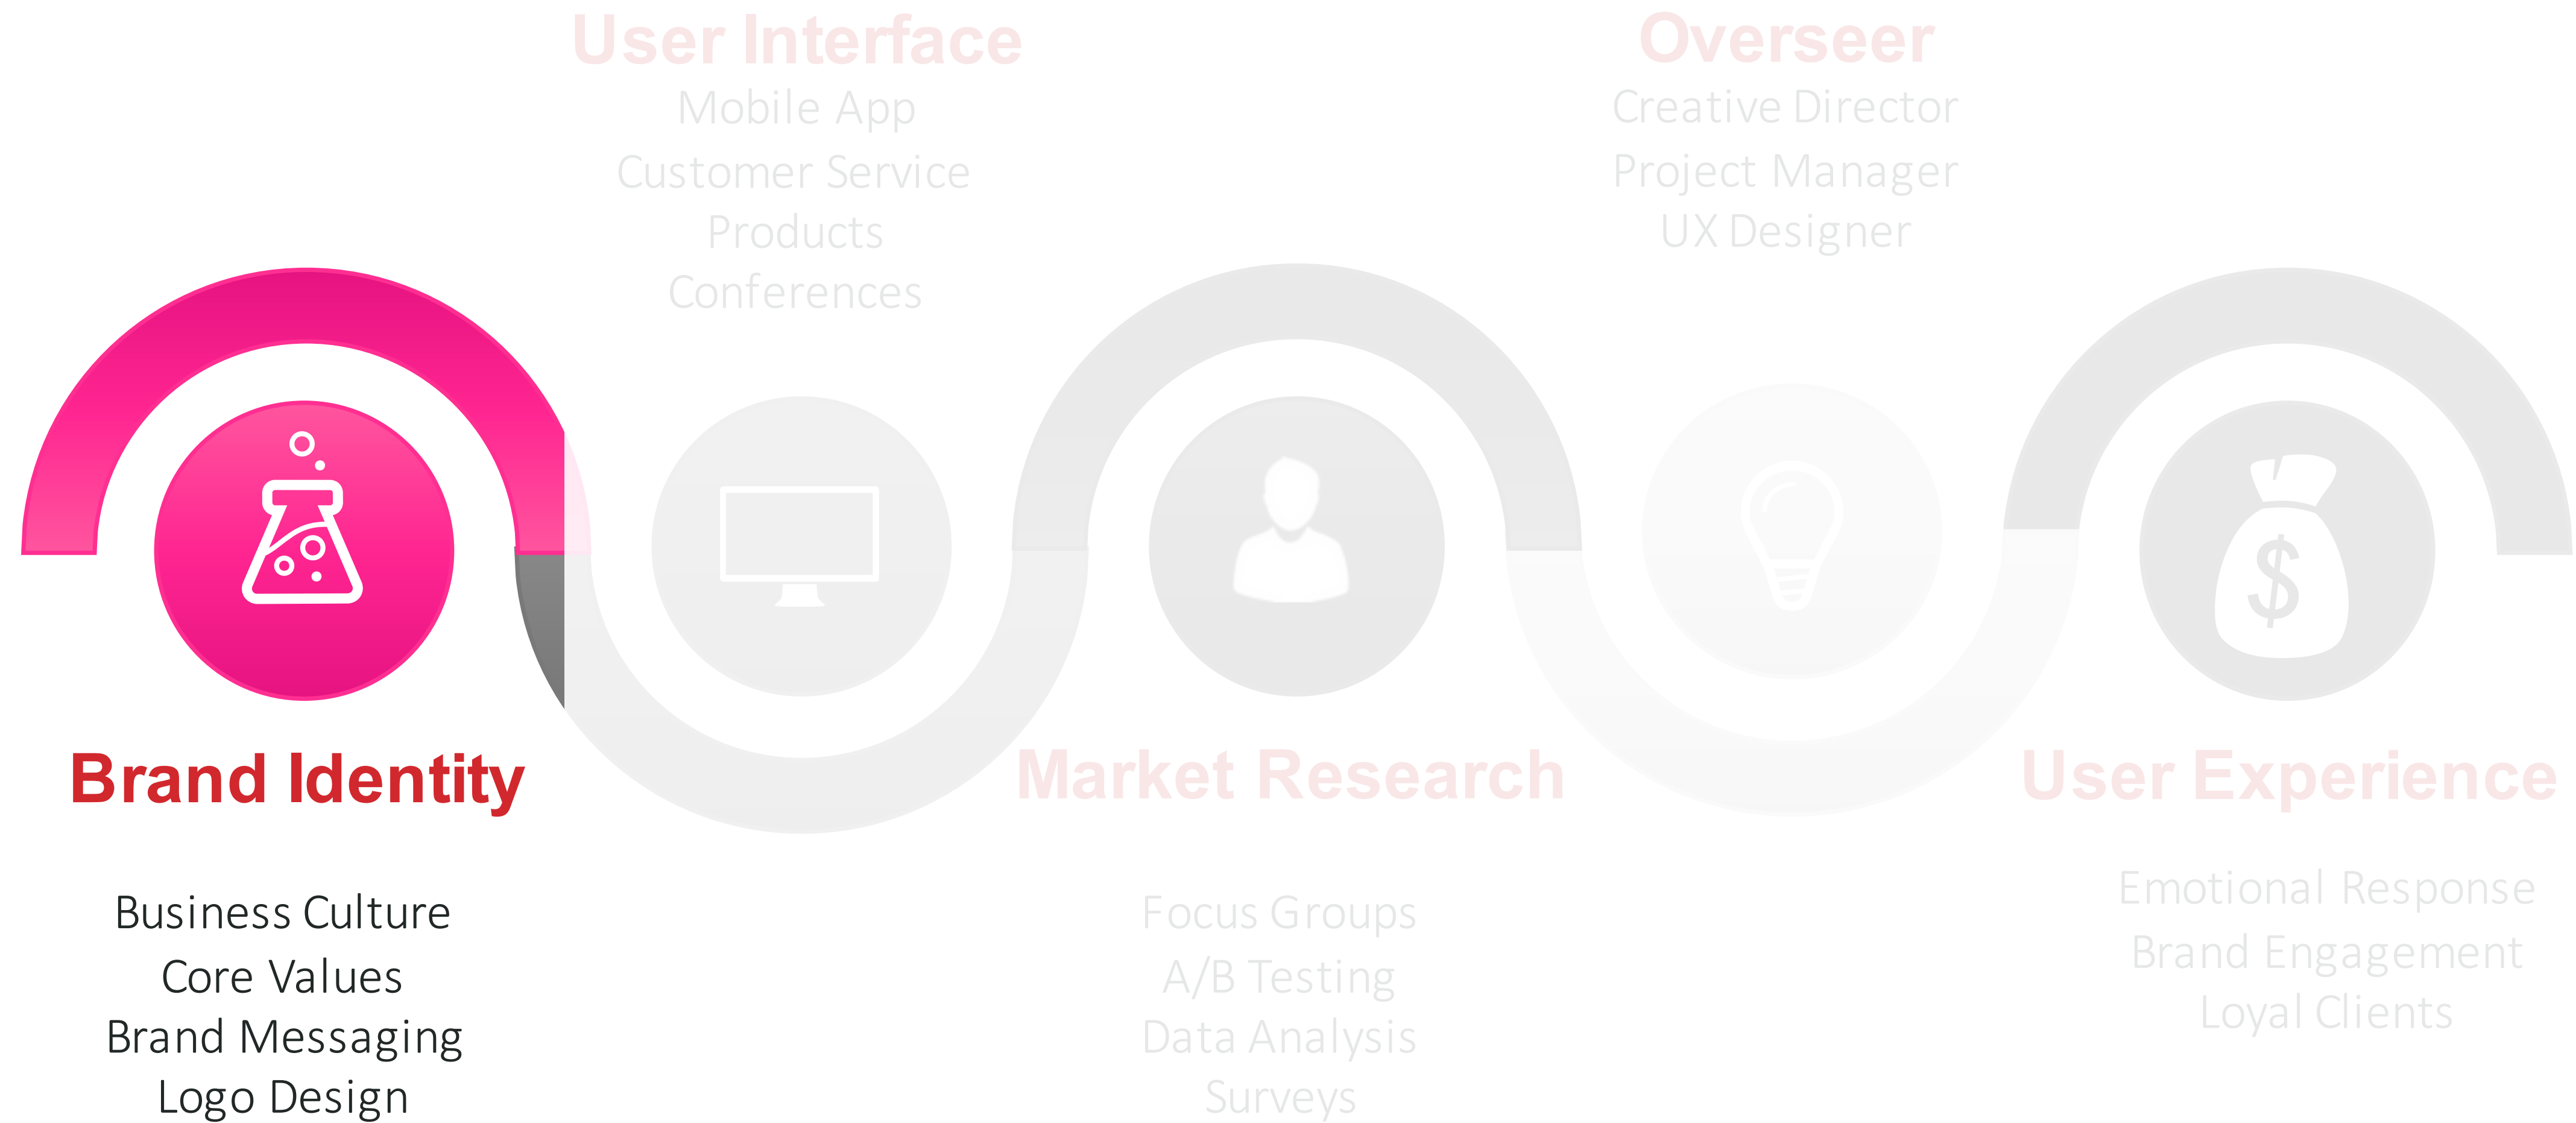 User Interface
Mobile App
Customer Service
Products
Conferences
Overseer
Creative Director
Project Manager
UX Designer
$
Brand Identity
Business Culture
Core Values
Brand Messaging
Logo Design
Market Research
Focus Groups
A/B Testing
Data Analysis
Surveys
User Experience
Emotional Response
Brand Engagement
Loyal Clients